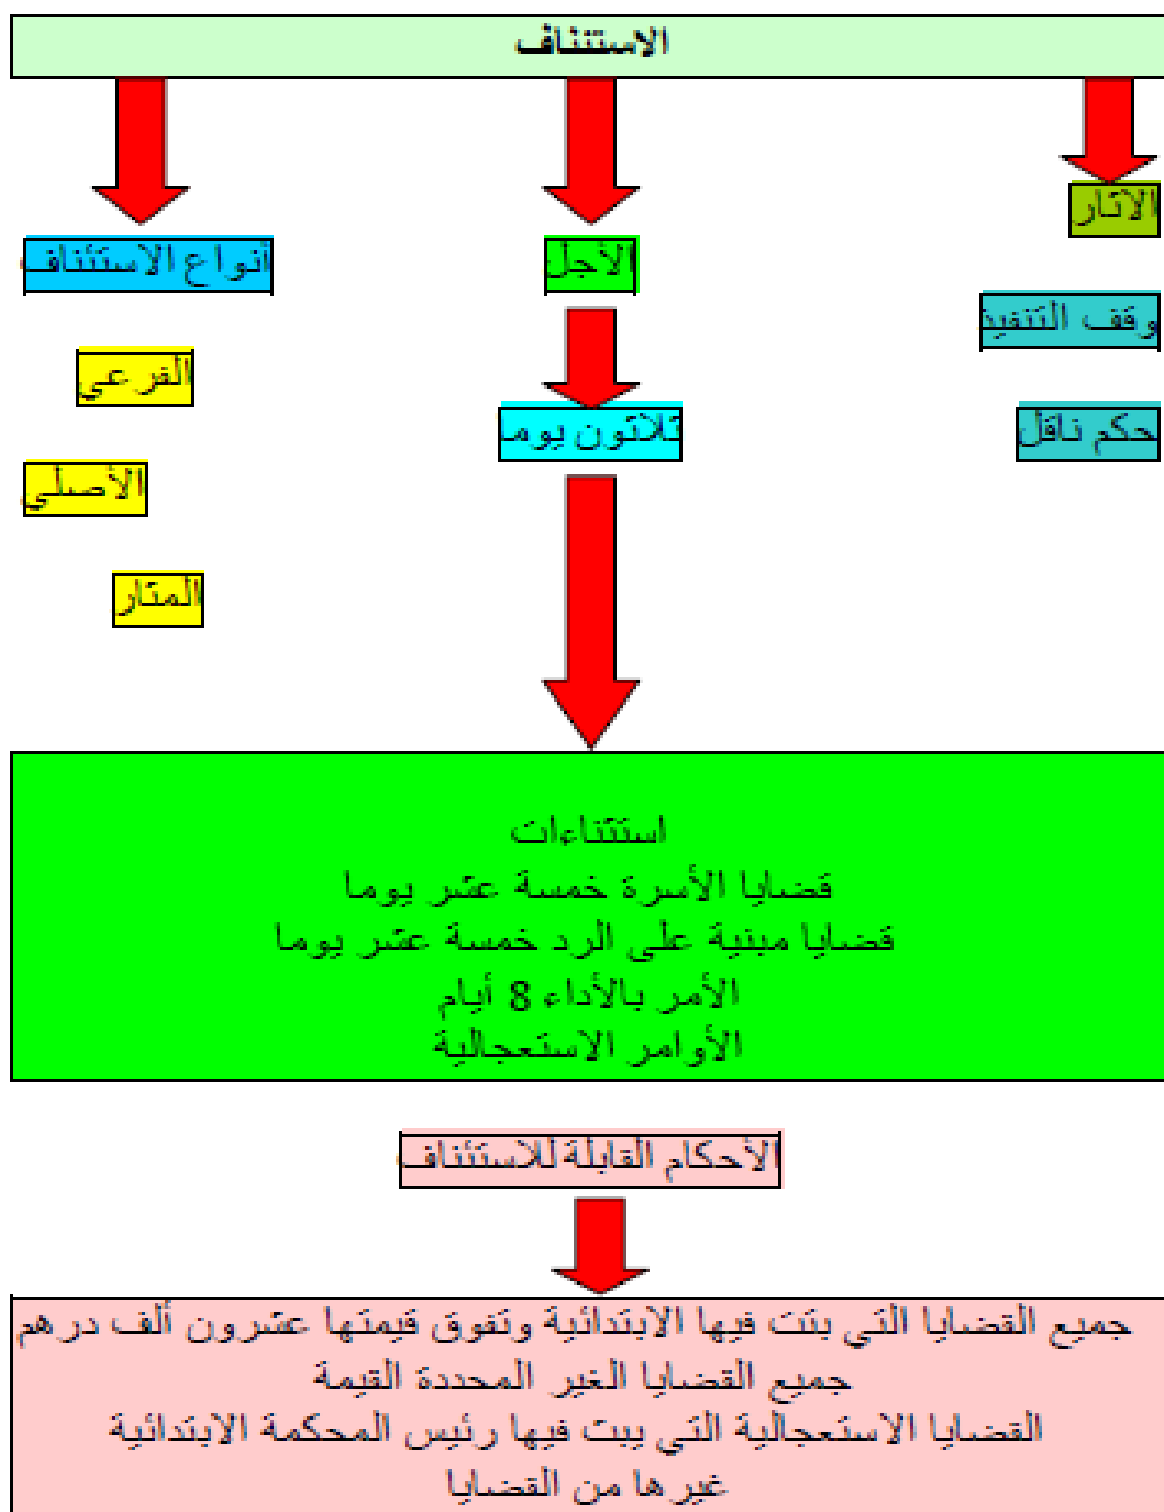 الاستئناف
الاثار
وقف التنفيذ
حكم ناقل
الأجل
ثلاثون يوما
أنواع الاستئناف
الفرعي
الأصلي
المثار
استثناءات
قضايا الأسرة خمسة عشر يوما
قضايا مبنية على الرد خمسة عشر يوما
الأمر بالأداء 8 أيام
الأوامر الاستعجالية
الأحكام القابلة للاستئناف
جميع القضايا التي بتت فيها الابتدائية وتفوق قيمتها عشرون ألف درهم
جميع القضايا الغير المحددة القيمة
القضايا الاستعجالية التي يبت فيها رئيس المحكمة الابتدائية
غيرها من القضايا